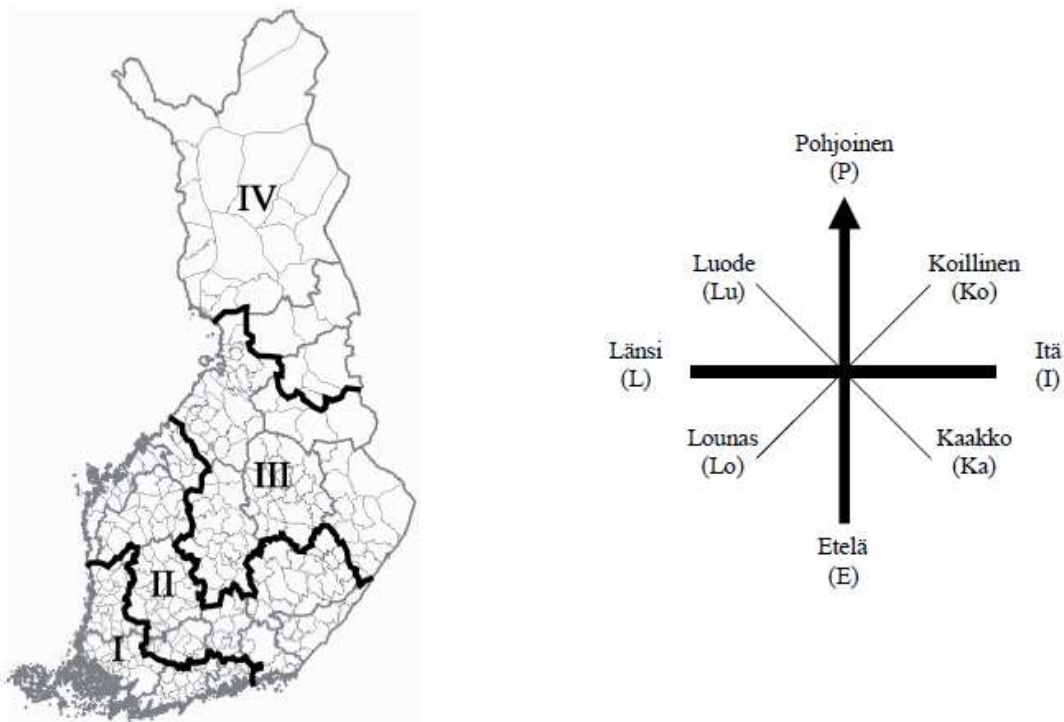 IV
III
II
I
Pohjoinen
(P)
Luode
(Lu)
Koillinen
(Ko)
Länsi
(L)
Itä
(I)
Lounas
(Lo)
Kaakko
(Ka)
Etelä
(E)